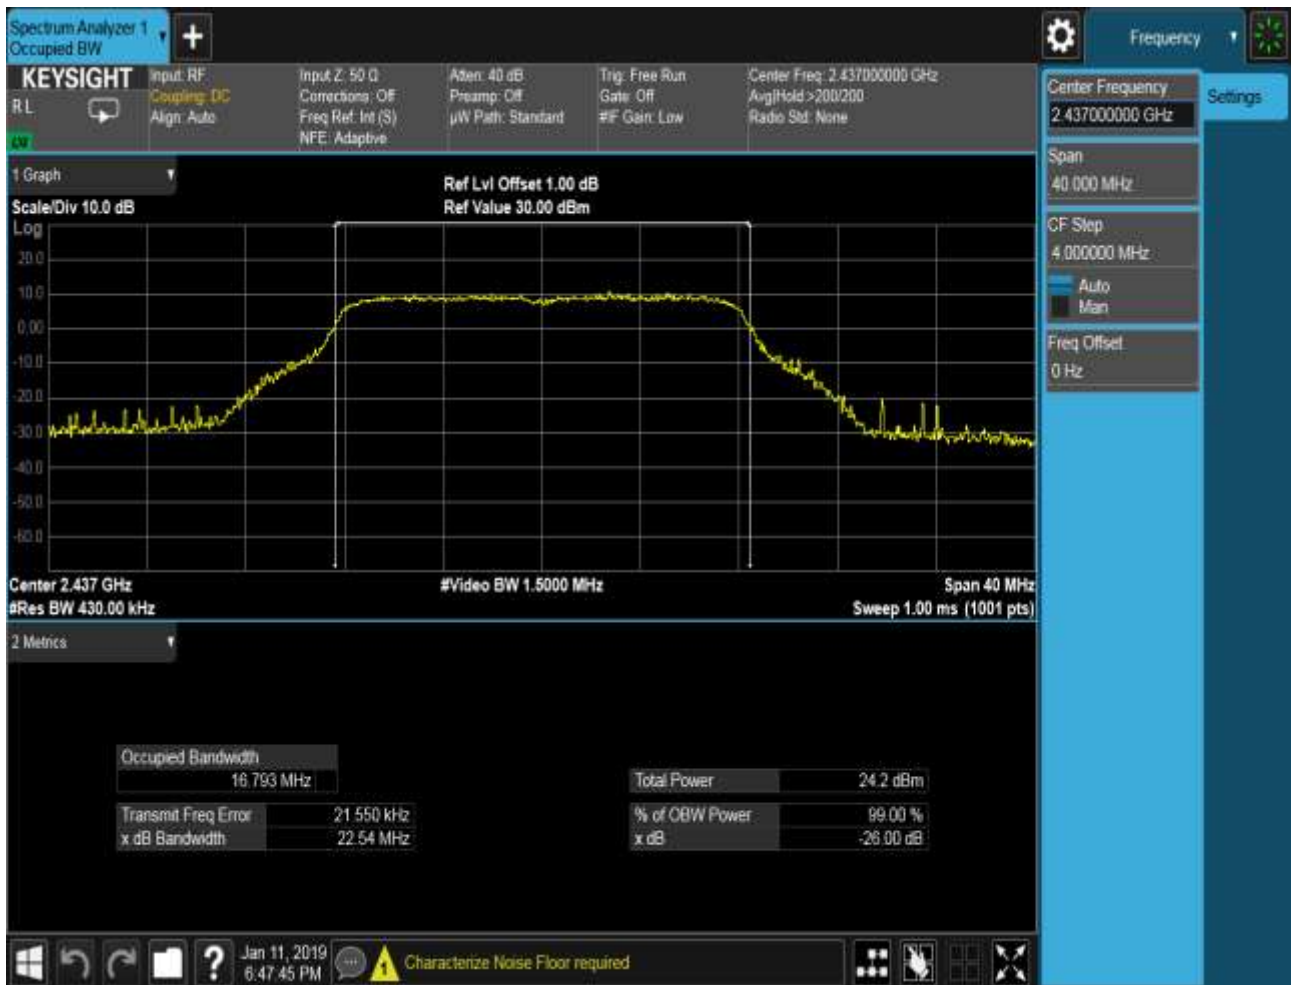 Spectrum Analyzer 1
Occupied BW
Frequency
KEYSIGHT
R L
Input: RF
Coupling: DC
Align: Auto
Input Z: 50 Ω
Corrections: Off
Freq Ref: Int (S)
NFE: Adaptive
Atten: 40 dB
Preamp: Off
µW Path: Standard
Trig: Free Run
Gate: Off
#IF Gain: Low
Center Freq: 2.437000000 GHz
Avg|Hold >200/200
Radio Std: None
Center Frequency
2.437000000 GHz
Settings
Span
40.000 MHz
CF Step
4.000000 MHz
Auto
Man
Freq Offset
0 Hz
1 Graph
Scale/Div 10.0 dB
Ref Lvl Offset 1.00 dB
Ref Value 30.00 dBm
Log
20.0
10.0
0.00
-10.0
-20.0
-30.0
-40.0
-50.0
-60.0
Center 2.437 GHz
#Video BW 1.5000 MHz
Span 40 MHz
#Res BW 430.00 kHz
Sweep 1.00 ms (1001 pts)
2 Metrics
Occupied Bandwidth
16.793 MHz
Total Power 24.2 dBm
Transmit Freq Error 21.550 kHz
% of OBW Power 99.00 %
x dB Bandwidth 22.54 MHz
x dB -26.00 dB
?
Jan 11, 2019
6:47:45 PM
1
Characterize Noise Floor required